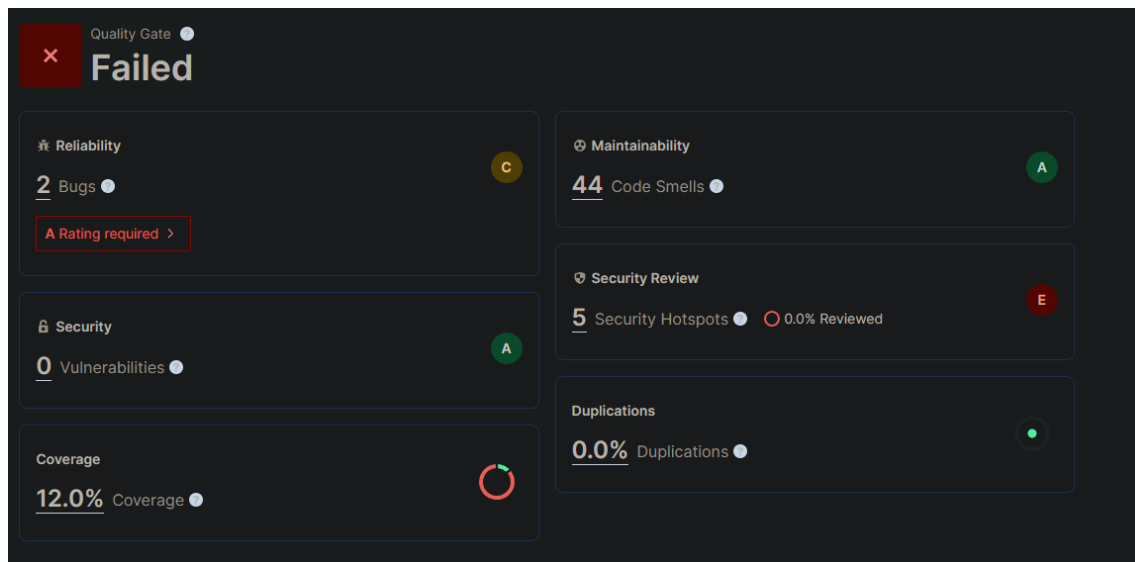 Quality Gate ?
Failed
Reliability
C
2 Bugs ?
A Rating required >
Security
A
0 Vulnerabilities ?
Coverage
12.0% Coverage ?
Maintainability
A
44 Code Smells ?
Security Review
E
5 Security Hotspots ? 0.0% Reviewed
Duplications
0.0% Duplications ?